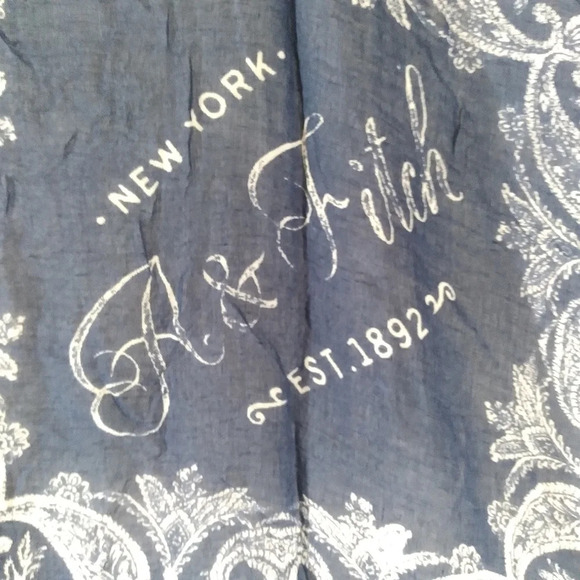 · NEW YORK ·
A & Fitch
EST. 1892